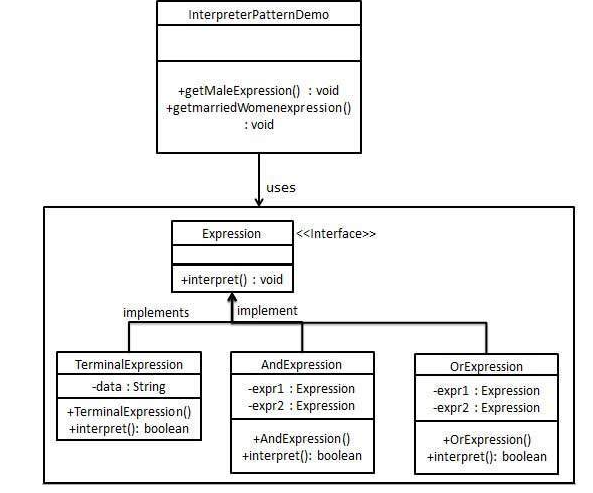 InterpreterPatternDemo
+getMaleExpression() : void
+getmarriedWomenexpression()
: void
uses
Expression
<<Interface>>
+interpret() : void
implements
implement
TerminalExpression
-data : String
+TerminalExpression()
+interpret(): boolean
AndExpression
-expr1 : Expression
-expr2 : Expression
+AndExpression()
+interpret(): boolean
OrExpression
-expr1 : Expression
-expr2 : Expression
+OrExpression()
+interpret(): boolean